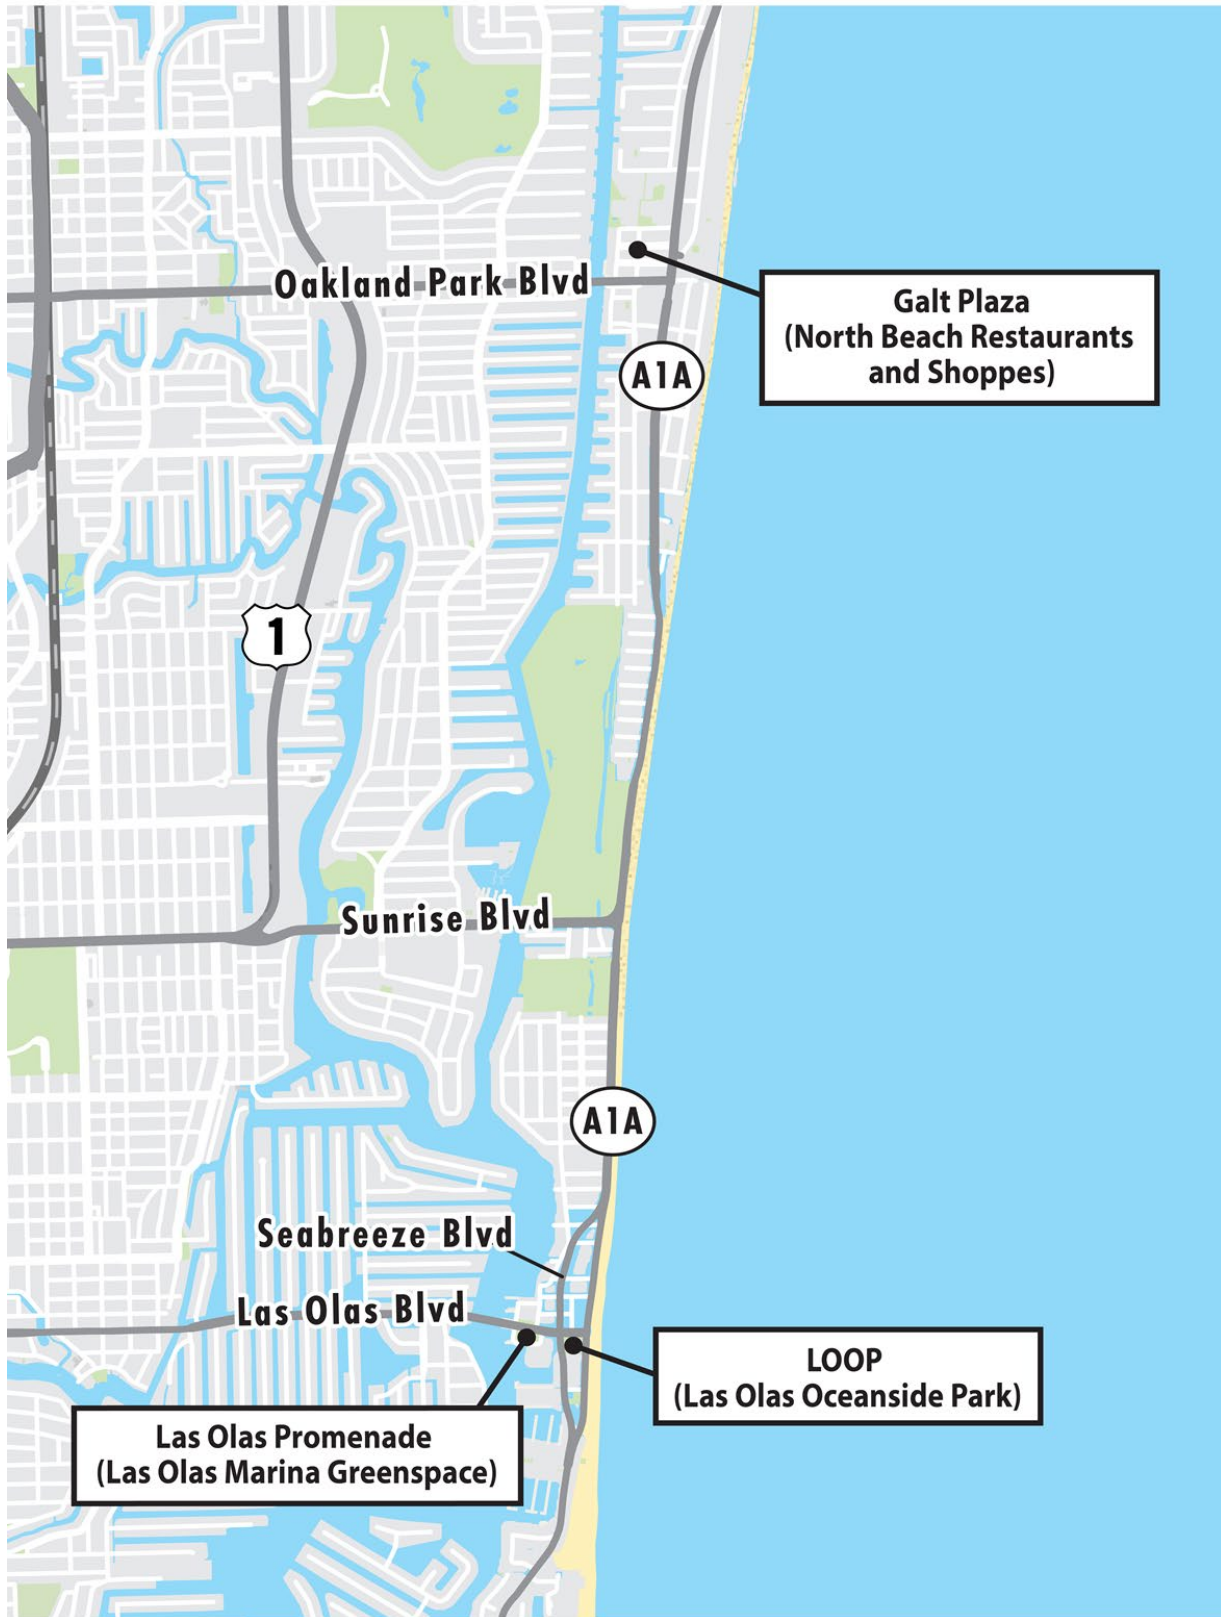 Oakland Park Blvd
Galt Plaza
(North Beach Restaurants
and Shoppes)
A1A
1
Sunrise Blvd
A1A
Seabreeze Blvd
Las Olas Blvd
LOOP
(Las Olas Oceanside Park)
Las Olas Promenade
(Las Olas Marina Greenspace)